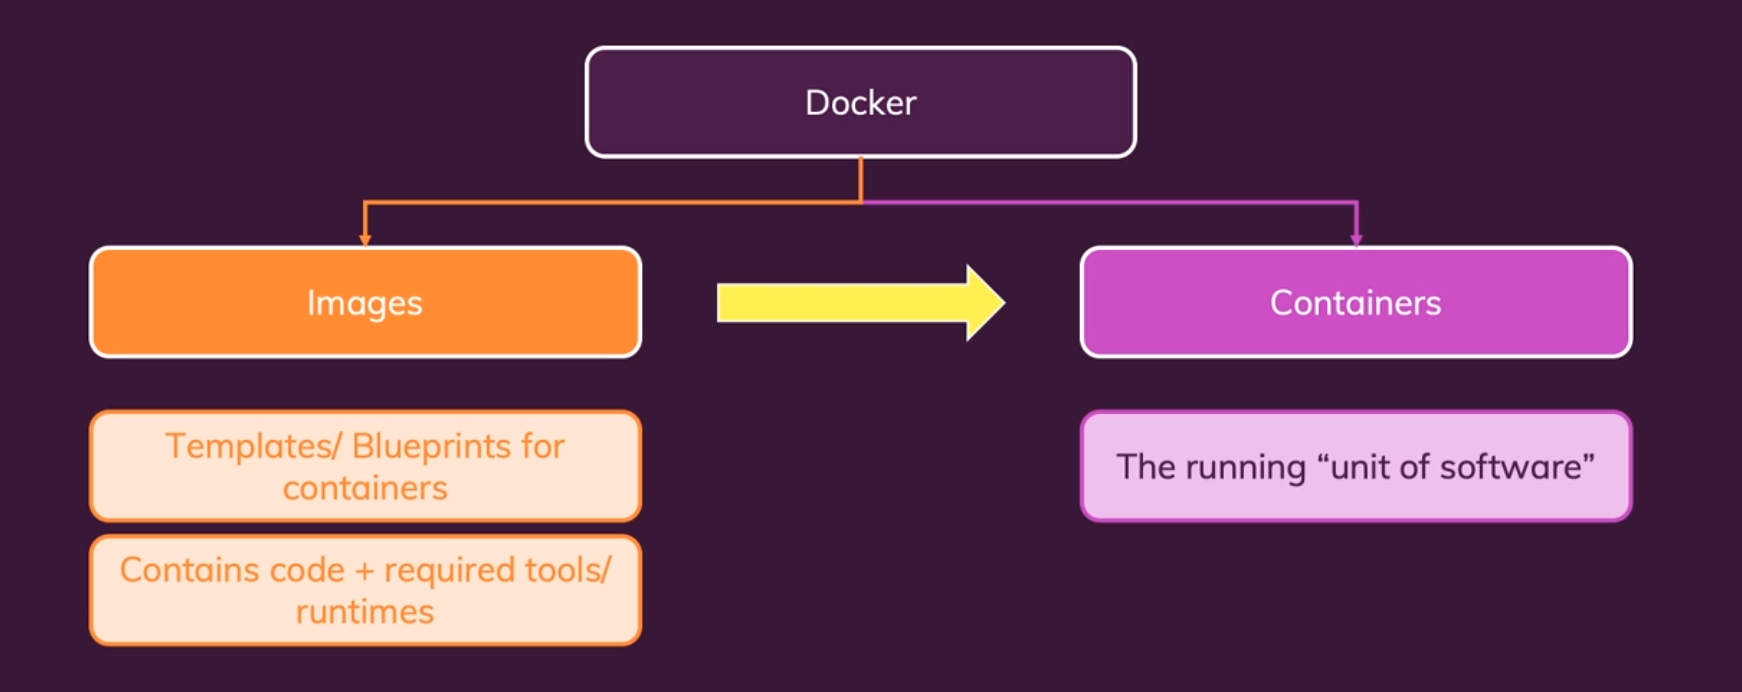 Docker
Images
Containers
Templates/ Blueprints for
containers
The running “unit of software”
Contains code + required tools/
runtimes